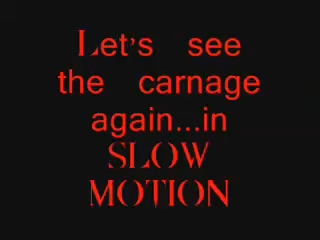 Let's see
the carnage
again...in
SLOW
MOTION